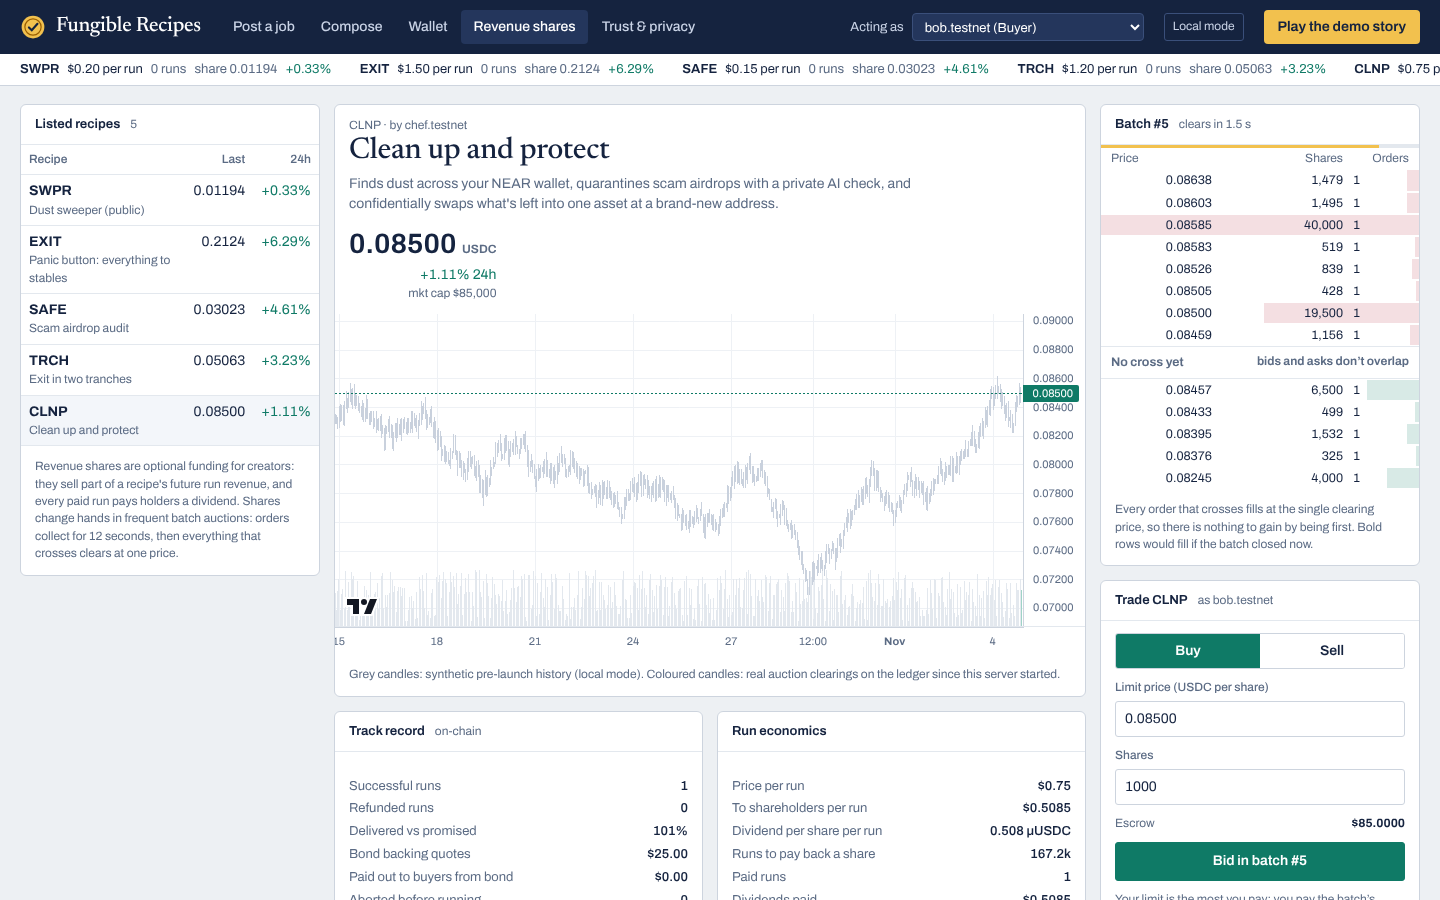 Fungible Recipes Post a job Compose Wallet Revenue shares Trust & privacy Acting as bob.testnet (Buyer) Local mode Play the demo story
SWPR $0.20 per run 0 runs share 0.01194 +0.33% EXIT $1.50 per run 0 runs share 0.2124 +6.29% SAFE $0.15 per run 0 runs share 0.03023 +4.61% TRCH $1.20 per run 0 runs share 0.05063 +3.23% CLNP $0.75 p
Listed recipes 5
Recipe Last 24h
SWPR 0.01194 +0.33%
Dust sweeper (public)
EXIT 0.2124 +6.29%
Panic button: everything to
stables
SAFE 0.03023 +4.61%
Scam airdrop audit
TRCH 0.05063 +3.23%
Exit in two tranches
CLNP 0.08500 +1.11%
Clean up and protect
Revenue shares are optional funding for creators:
they sell part of a recipe's future run revenue, and
every paid run pays holders a dividend. Shares
change hands in frequent batch auctions: orders
collect for 12 seconds, then everything that
crosses clears at one price.
CLNP · by chef.testnet
Clean up and protect
Finds dust across your NEAR wallet, quarantines scam airdrops with a private AI check, and
confidentially swaps what's left into one asset at a brand-new address.
0.08500 USDC
+1.11% 24h
mkt cap $85,000
0.09000
0.08800
0.08600
0.08500
0.08400
0.08200
0.08000
0.07800
0.07600
0.07400
0.07200
0.07000
15 18 21 24 27 12:00 Nov 4
Grey candles: synthetic pre-launch history (local mode). Coloured candles: real auction clearings on the ledger since this server started.
Track record on-chain
Successful runs 1
Refunded runs 0
Delivered vs promised 101%
Bond backing quotes $25.00
Paid out to buyers from bond $0.00
Aborted before running 0
Run economics
Price per run $0.75
To shareholders per run $0.5085
Dividend per share per run 0.508 µUSDC
Runs to pay back a share 167.2k
Paid runs 1
Dividends paid $0.5085
Batch #5 clears in 1.5 s
Price Shares Orders
0.08638 1,479 1
0.08603 1,495 1
0.08585 40,000 1
0.08583 519 1
0.08526 839 1
0.08505 428 1
0.08500 19,500 1
0.08459 1,156 1
No cross yet bids and asks don't overlap
0.08457 6,500 1
0.08433 499 1
0.08395 1,532 1
0.08376 325 1
0.08245 4,000 1
Every order that crosses fills at the single clearing
price, so there is nothing to gain by being first. Bold
rows would fill if the batch closed now.
Trade CLNP as bob.testnet
Buy Sell
Limit price (USDC per share)
0.08500
Shares
1000
Escrow $85.0000
Bid in batch #5
Your limit is the most you pay: you pay the batch's